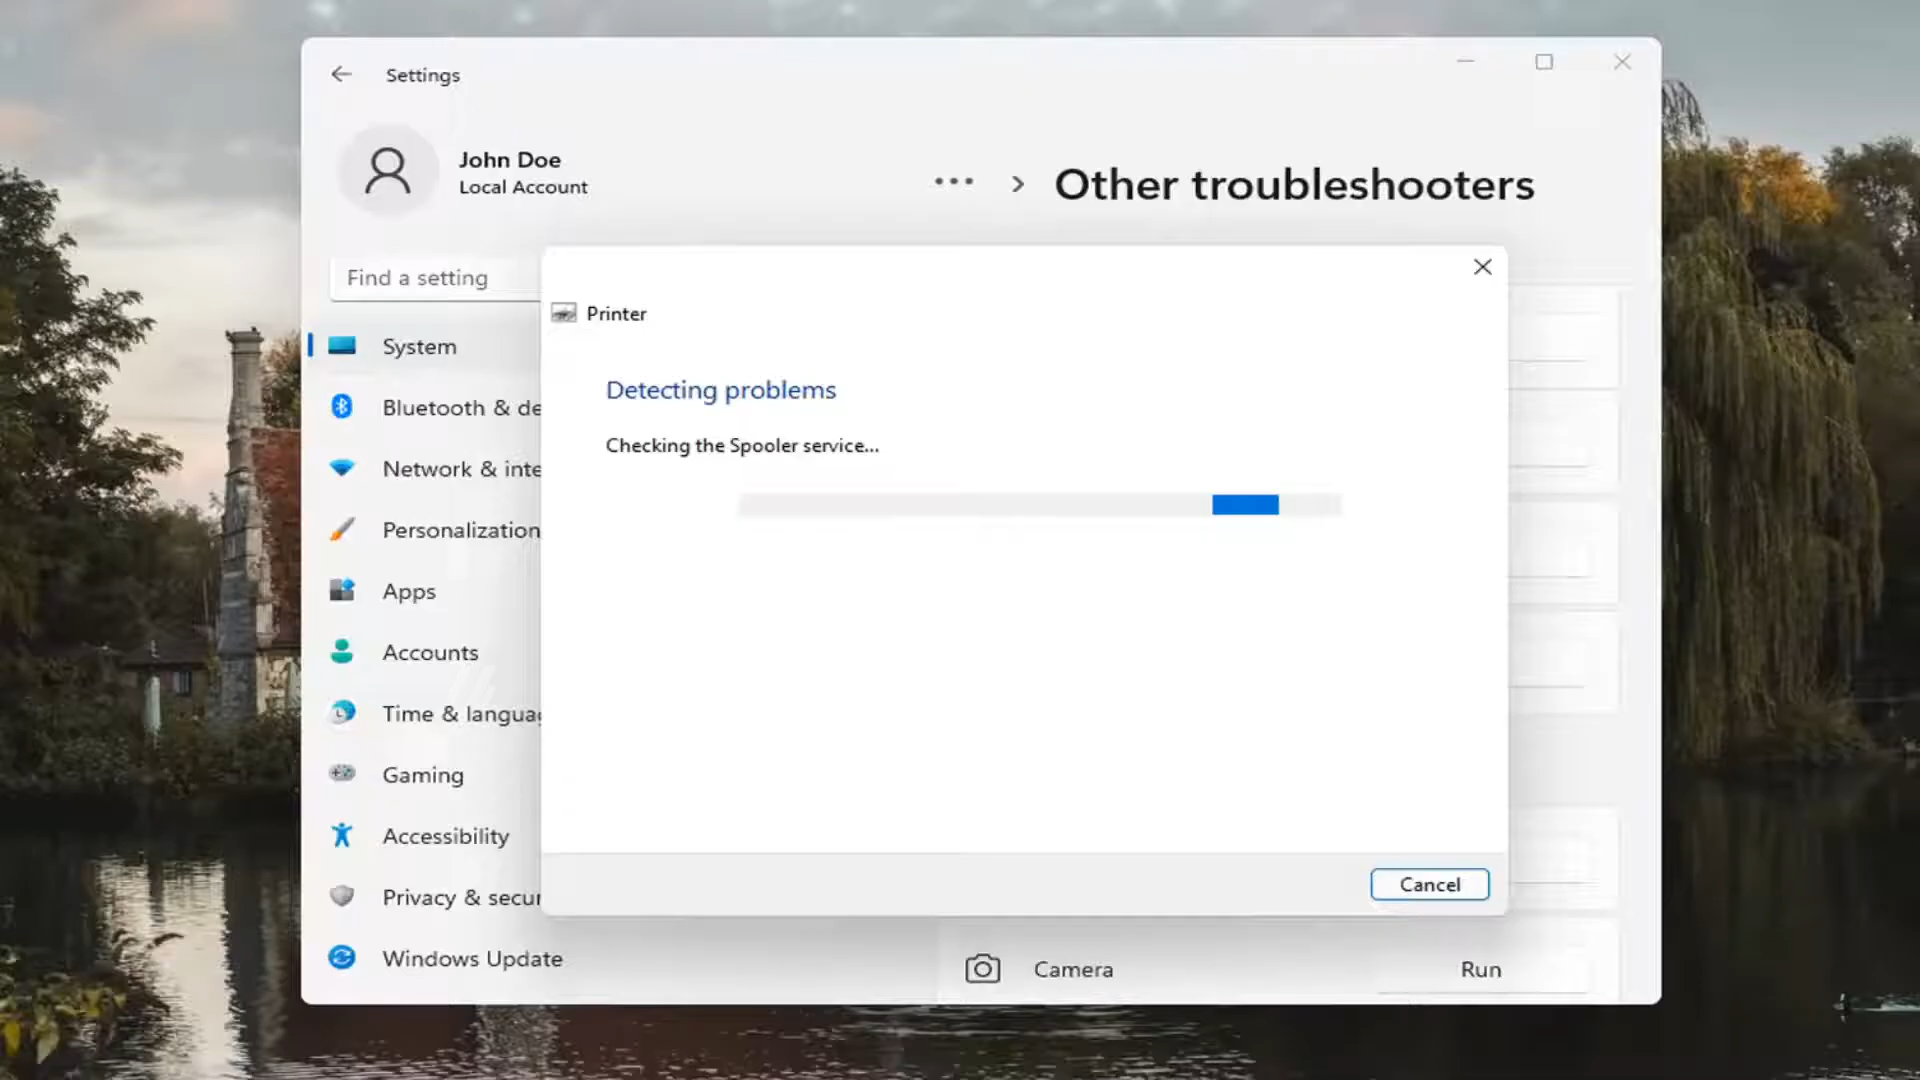 Settings
John Doe
Local Account
••• > Other troubleshooters
Find a setting
Printer
System
Detecting problems
Bluetooth & de
Checking the Spooler service...
Network & inte
Personalization
Apps
Accounts
Time & langua
Gaming
Accessibility
Cancel
Privacy & secur
Windows Update
Camera
Run